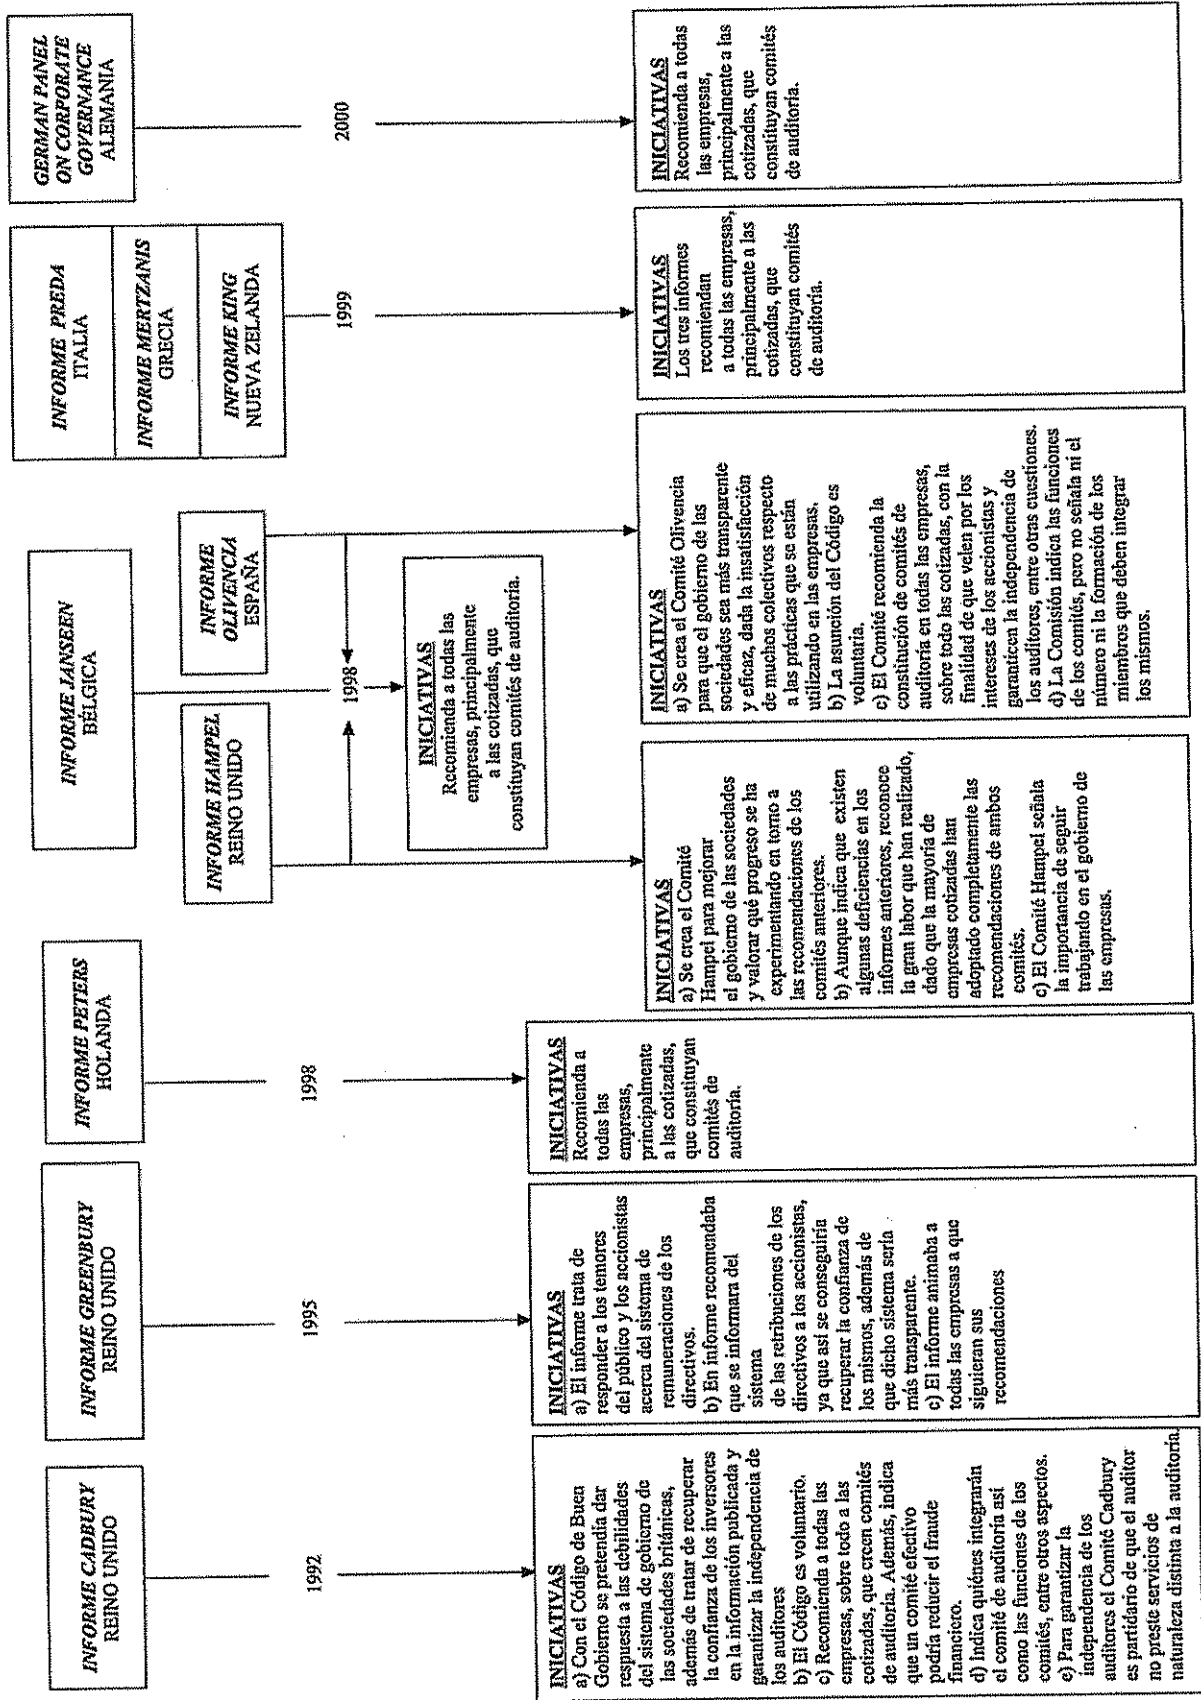 INFORME CADBURY
REINO UNIDO
1992
INICIATIVAS
a) Con el Código de Buen
Gobierno se pretendía dar
respuesta a las debilidades
del sistema de gobierno de
las sociedades británicas,
además de tratar de recuperar
la confianza de los inversores
en la información publicada y
garantizar la independencia de
los auditores
b) El Código es voluntario.
c) Recomienda a todas las
empresas, sobre todo a las
cotizadas, que creen comités
de auditoria. Además, indica
que un comité efectivo
podría reducir el fraude
financiero.
d) Indica quiénes integrarán
el comité de auditoría así
como las funciones de los
comités, entre otros aspectos.
e) Para garantizar la
independencia de los
auditores el Comité Cadbury
es partidario de que el auditor
no preste servicios de
naturaleza distinta a la auditoría.
INFORME GREENBURY
REINO UNIDO
1995
INICIATIVAS
a) El informe trata de
responder a los temores
del público y los accionistas
acerca del sistema de
remuneraciones de los
directivos.
b) En informe recomendaba
que se informara del
sistema
de las retribuciones de los
directivos a los accionistas,
ya que así se conseguiría
recuperar la confianza de
los mismos, además de
que dicho sistema sería
más transparente.
c) El informe animaba a
todas las empresas a que
siguieran sus
recomendaciones
INFORME PETERS
HOLANDA
1998
INICIATIVAS
Recomienda a
todas las
empresas,
principalmente
a las cotizadas,
que constituyan
comités de
auditoría.
INFORME IANSEEN
BÉLGICA
INFORME HAMPEL
REINO UNIDO
INFORME
OLIVENCIA
ESPAÑA
1998
INICIATIVAS
Recomienda a todas las
empresas, principalmente
a las cotizadas, que
constituyan comités de auditoría.
INICIATIVAS
a) Se crea el Comité
Hampel para mejorar
el gobierno de las sociedades
y valorar qué progreso se ha
experimentando en torno a
las recomendaciones de los
comités anteriores.
b) Aunque indica que existen
algunas deficiencias en los
informes anteriores, reconoce
la gran labor que han realizado,
dado que la mayoría de
empresas cotizadas han
adoptado completamente las
recomendaciones de ambos
comités.
c) El Comité Hampel señala
la importancia de seguir
trabajando en el gobierno de
las empresas.
INICIATIVAS
a) Se crea el Comité Olivencia
para que el gobierno de las
sociedades sea más transparente
y eficaz, dada la insatisfacción
de muchos colectivos respecto
a las prácticas que se están
utilizando en las empresas.
b) La asunción del Código es
voluntaria.
c) El Comité recomienda la
constitución de comités de
auditoría en todas las empresas,
sobre todo las cotizadas, con la
finalidad de que velen por los
intereses de los accionistas y
garanticen la independencia de
los auditores, entre otras cuestiones.
d) La Comisión indica las funciones
de los comités, pero no señala ni el
número ni la formación de los
miembros que deben integrar
los mismos.
INFORME PREDA
ITALIA
INFORME MERTZANIS
GRECIA
INFORME KING
NUEVA ZELANDA
1999
INICIATIVAS
Los tres informes
recomiendan
a todas las empresas,
principalmente a las
cotizadas, que
constituyan comités
de auditoría.
GERMAN PANEL
ON CORPORATE
GOVERNANCE
ALEMANIA
2000
INICIATIVAS
Recomienda a todas
las empresas,
principalmente a las
cotizadas, que
constituyan comités
de auditoría.